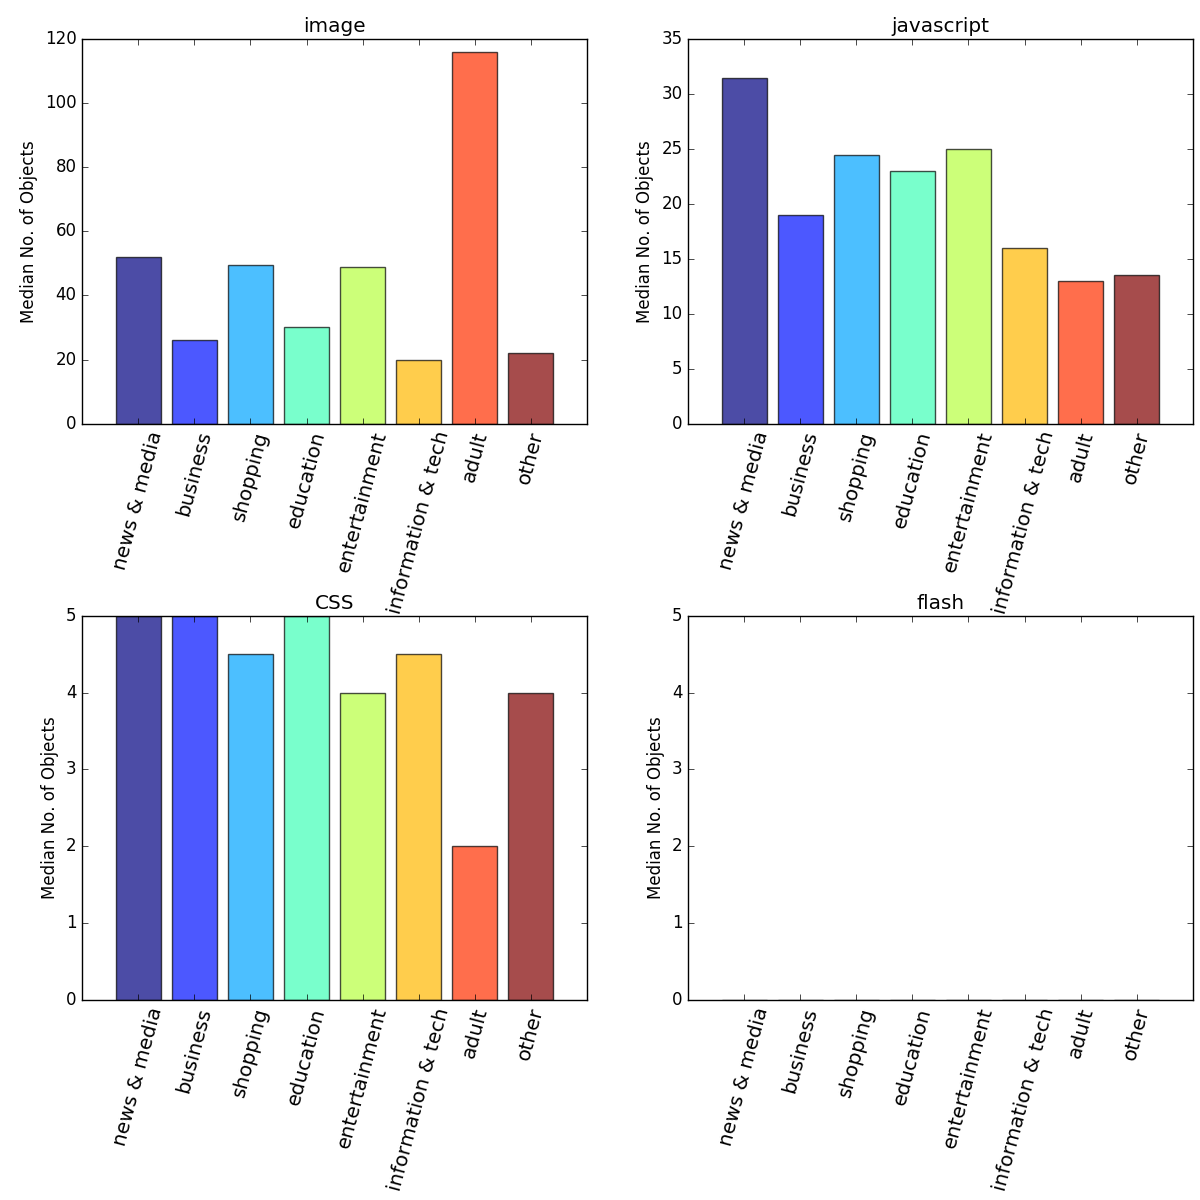 image
Median No. of Objects
120
100
80
60
40
20
0
news & media
business
shopping
education
entertainment
information & tech
adult
other
javascript
Median No. of Objects
35
30
25
20
15
10
5
0
news & media
business
shopping
education
entertainment
information & tech
adult
other
CSS
Median No. of Objects
5
4
3
2
1
0
news & media
business
shopping
education
entertainment
information & tech
adult
other
flash
Median No. of Objects
5
4
3
2
1
0
news & media
business
shopping
education
entertainment
information & tech
adult
other